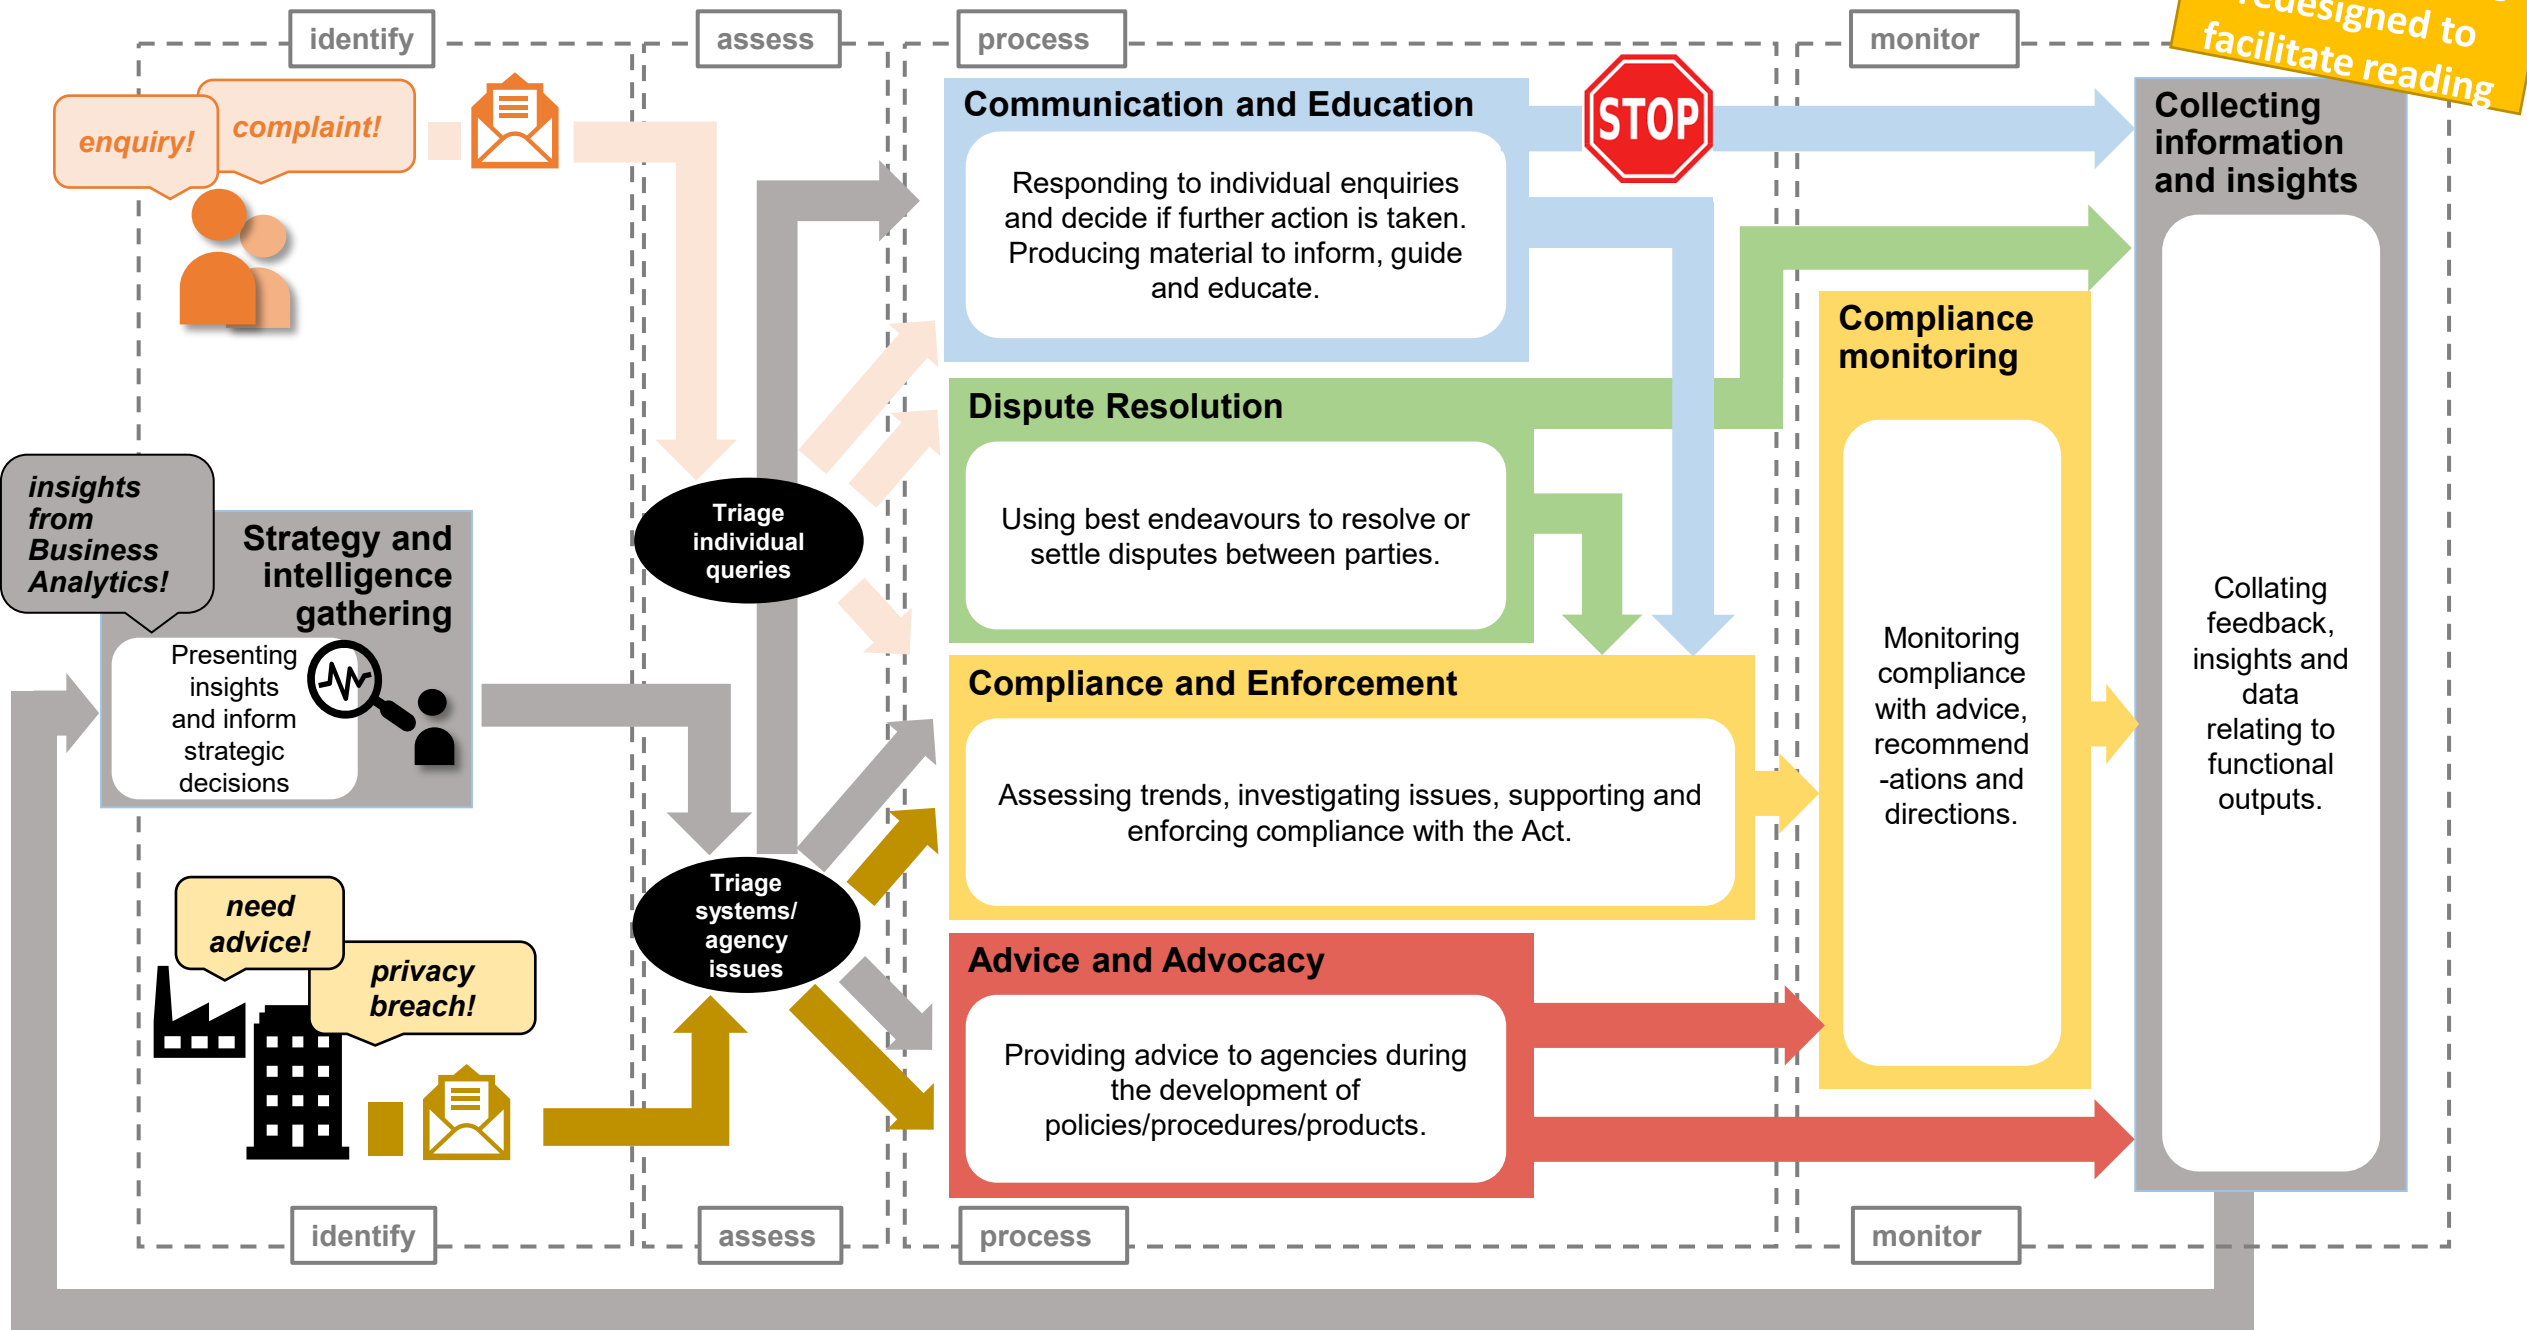 identify
assess
process
monitor
redesigned to
facilitate reading
enquiry!
complaint!
Communication and Education
Responding to individual enquiries
and decide if further action is taken.
Producing material to inform, guide
and educate.
STOP
Collecting
information
and insights
Compliance
monitoring
Dispute Resolution
Using best endeavours to resolve or
settle disputes between parties.
insights
from
Business
Analytics!
Strategy and
intelligence
gathering
Presenting
insights
and inform
strategic
decisions
Triage
individual
queries
Compliance and Enforcement
Assessing trends, investigating issues, supporting and
enforcing compliance with the Act.
Monitoring
compliance
with advice,
recommend
-ations and
directions.
Collating
feedback,
insights and
data
relating to
functional
outputs.
need
advice!
privacy
breach!
Triage
systems/
agency
issues
Advice and Advocacy
Providing advice to agencies during
the development of
policies/procedures/products.
identify
assess
process
monitor